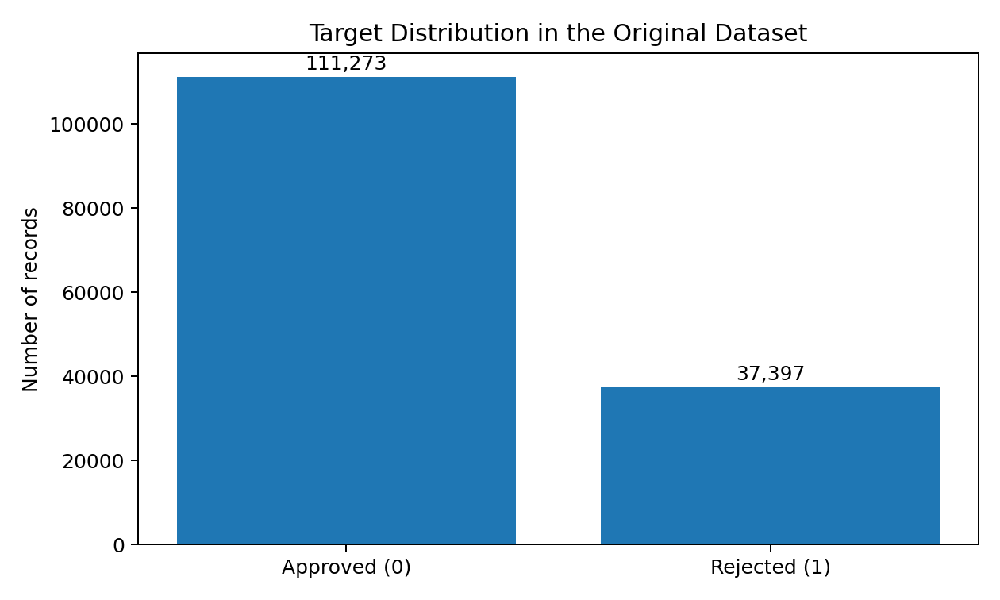 Target Distribution in the Original Dataset
111,273
100000
80000
60000
40000
20000
0
Number of records
37,397
Approved (0)
Rejected (1)